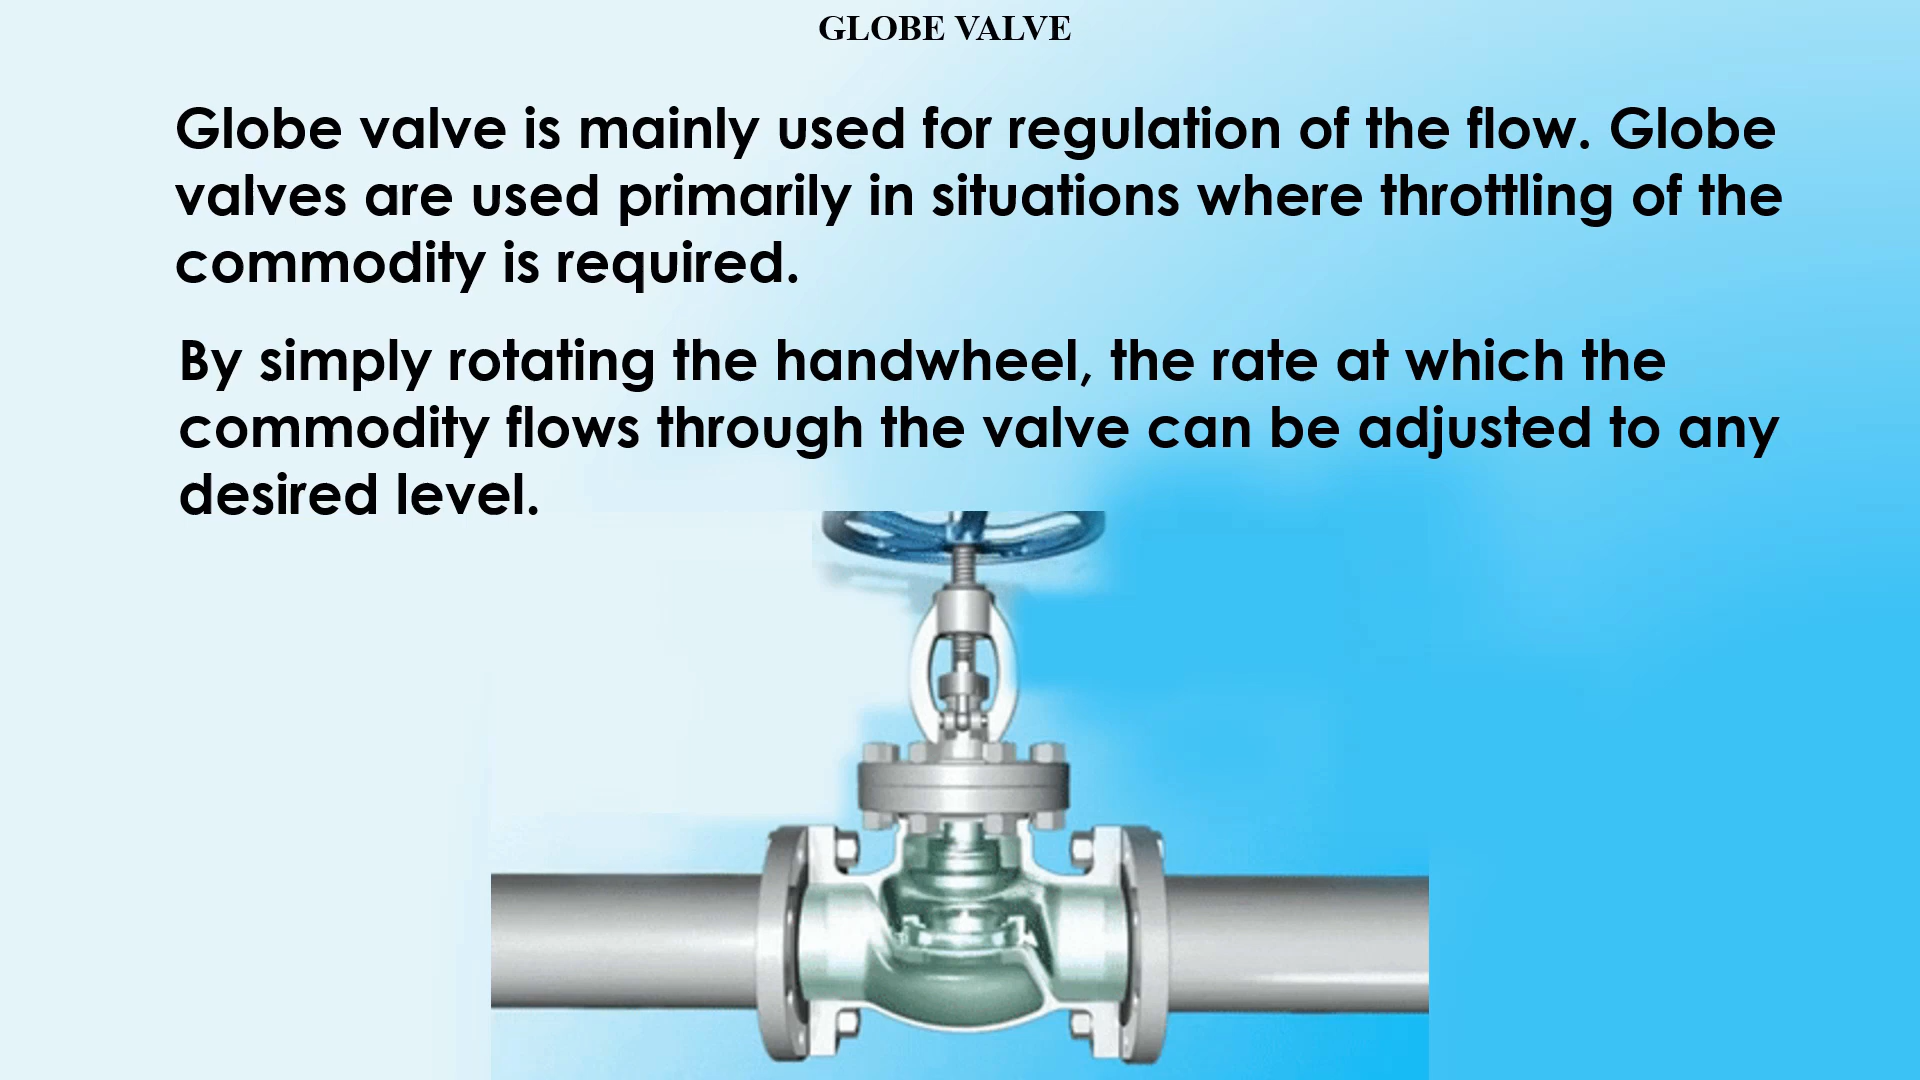 GLOBE VALVE
Globe valve is mainly used for regulation of the flow. Globe
valves are used primarily in situations where throttling of the
commodity is required.
By simply rotating the handwheel, the rate at which the
commodity flows through the valve can be adjusted to any
desired level.